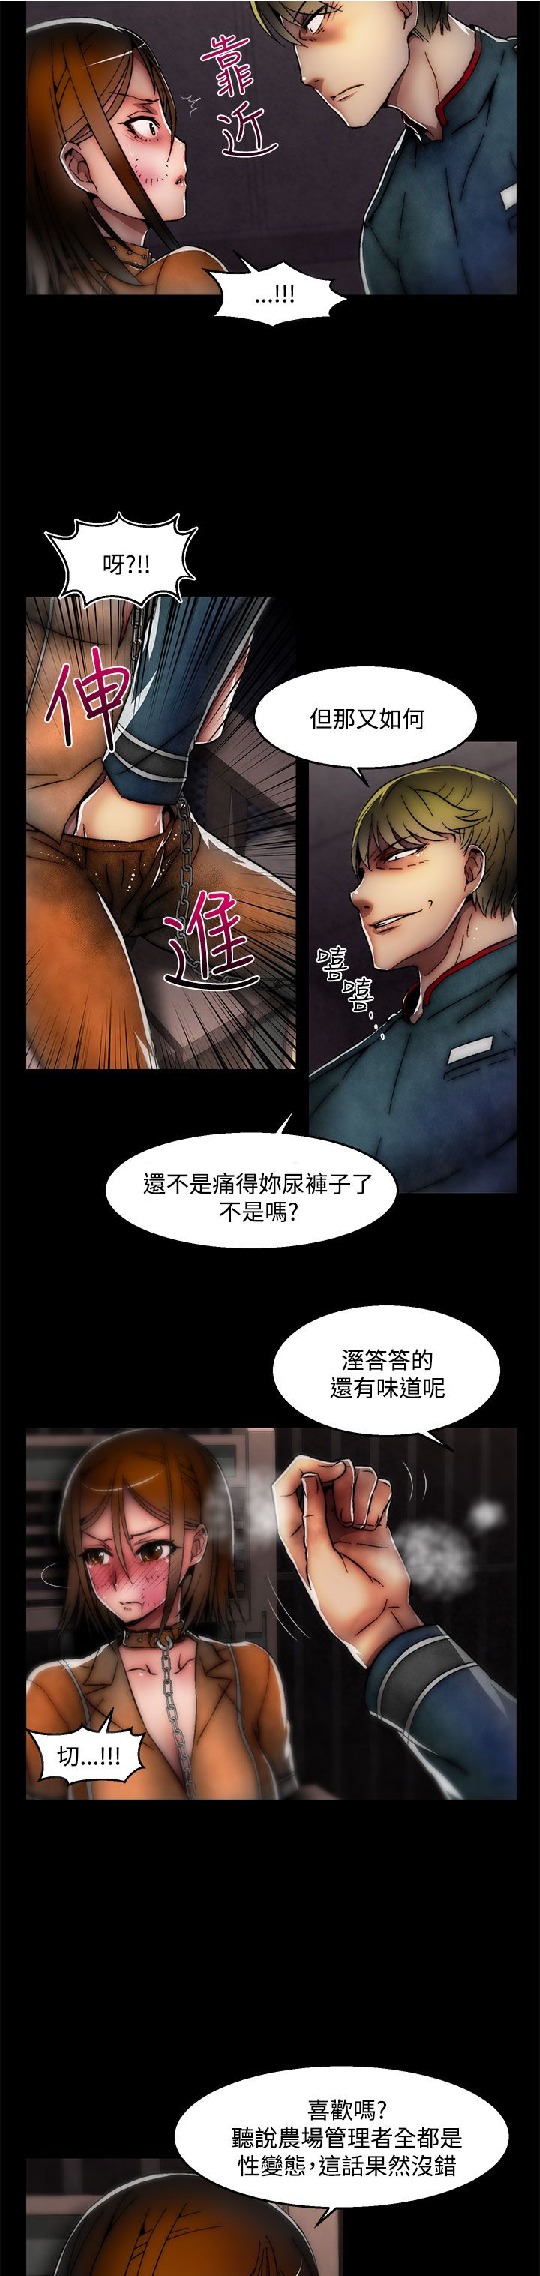 靠近
...!!!
呀?!!
伸
進
但那又如何
嘻嘻
還不是痛得妳尿褲子了
不是嗎?
溼答答的
還有味道呢
切...!!!
喜歡嗎?
聽說農場管理者全都是
性變態,這話果然沒錯